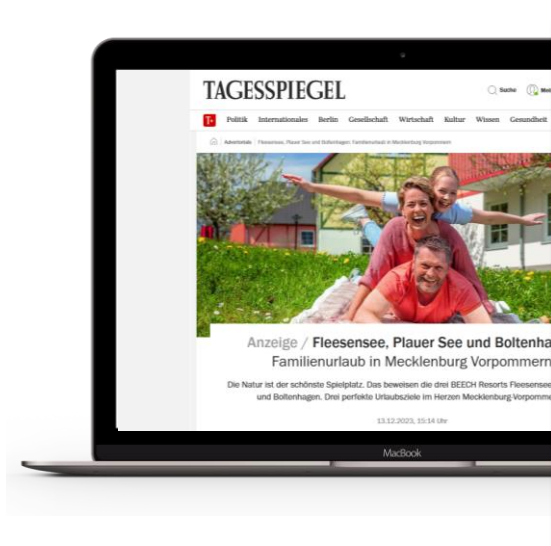 TAGESSPIEGEL
Suche
T+ Politik Internationales Berlin Gesellschaft Wirtschaft Kultur Wissen Gesundheit
Advertorials Fleesensee, Plauer See und Boltenhagen: Familienurlaub in Mecklenburg Vorpommern
Anzeige / Fleesensee, Plauer See und Boltenha
Familienurlaub in Mecklenburg Vorpommern
Die Natur ist der schönste Spielplatz. Das beweisen die drei BEECH Resorts Fleesensee
und Boltenhagen. Drei perfekte Urlaubsziele im Herzen Mecklenburg-Vorpomme
13.12.2023, 15:14 Uhr
MacBook